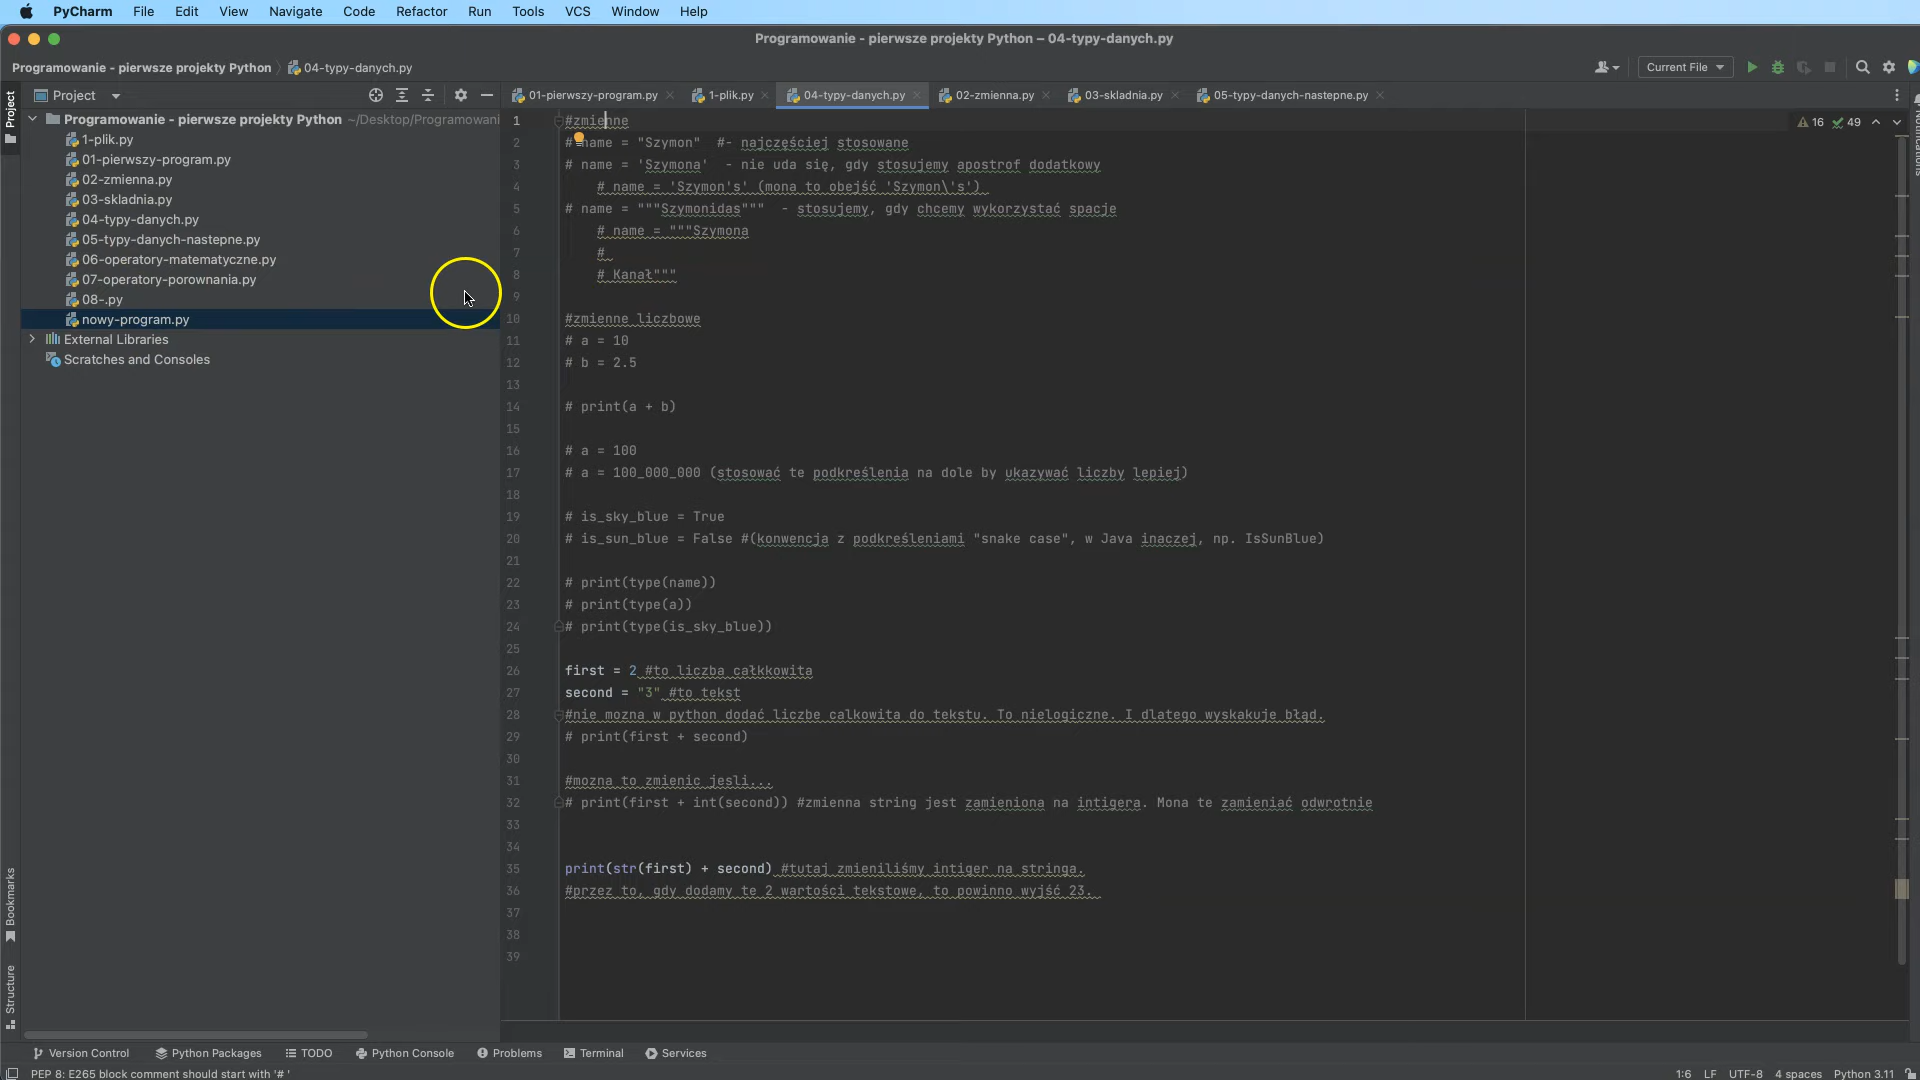 PyCharm File Edit View Navigate Code Refactor Run Tools VCS Window Help
Programowanie - pierwsze projekty Python – 04-typy-danych.py
Programowanie - pierwsze projekty Python 04-typy-danych.py
Current File
Project
Project
01-pierwszy-program.py 1-plik.py 04-typy-danych.py 02-zmienna.py 03-skladnia.py 05-typy-danych-nastepne.py
Programowanie - pierwsze projekty Python ~/Desktop/Programowani
1-plik.py
01-pierwszy-program.py
02-zmienna.py
03-skladnia.py
04-typy-danych.py
05-typy-danych-nastepne.py
06-operatory-matematyczne.py
07-operatory-porownania.py
08-.py
nowy-program.py
External Libraries
Scratches and Consoles
16 49
Notifications
1 #zmienne
2 # name = "Szymon" #- najczęściej stosowane
3 # name = 'Szymona' - nie uda się, gdy stosujemy apostrof dodatkowy
4 # name = 'Szymon's' (mona to obejść 'Szymon\'s')
5 # name = """Szymonidas""" - stosujemy, gdy chcemy wykorzystać spacje
6 # name = """Szymona
7 #
8 # Kanał"""
9
10 #zmienne liczbowe
11 # a = 10
12 # b = 2.5
13
14 # print(a + b)
15
16 # a = 100
17 # a = 100_000_000 (stosować te podkreślenia na dole by ukazywać liczby lepiej)
18
19 # is_sky_blue = True
20 # is_sun_blue = False #(konwencja z podkreśleniami "snake case", w Java inaczej, np. IsSunBlue)
21
22 # print(type(name))
23 # print(type(a))
24 # print(type(is_sky_blue))
25
26 first = 2 #to liczba całkkowita
27 second = "3" #to tekst
28 #nie mozna w python dodać liczbe calkowita do tekstu. To nielogiczne. I dlatego wyskakuje błąd.
29 # print(first + second)
30
31 #mozna to zmienic jesli...
32 # print(first + int(second)) #zmienna string jest zamieniona na intigera. Mona te zamieniać odwrotnie
33
34
35 print(str(first) + second) #tutaj zmieniliśmy intiger na stringa.
36 #przez to, gdy dodamy te 2 wartości tekstowe, to powinno wyjść 23.
37
38
39
Bookmarks
Structure
Version Control Python Packages TODO Python Console Problems Terminal Services
PEP 8: E265 block comment should start with '# ' 1:6 LF UTF-8 4 spaces Python 3.11